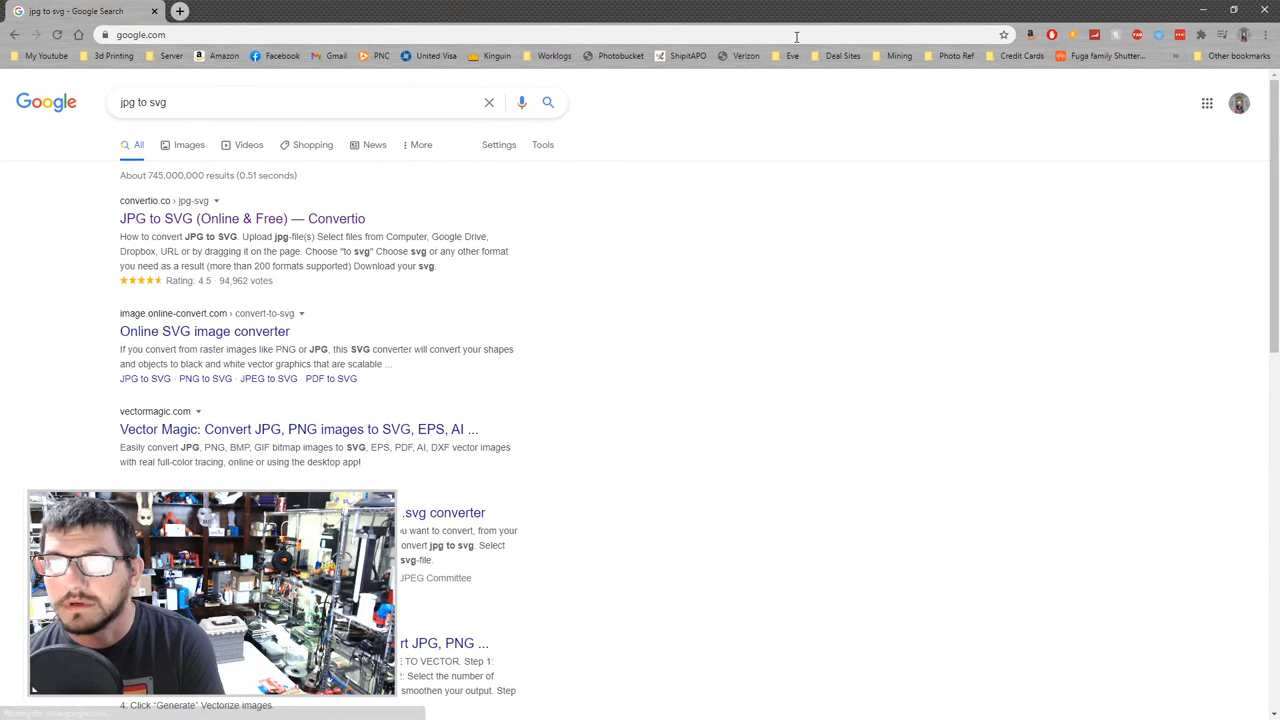 jpg to svg - Google Search
google.com
My Youtube
3d Printing
Server
Amazon
Facebook
PNC
United Visa
Kinguin
Worklogs
Photobucket
ShipitAPO
Verizon
Eve
Deal Sites
Mining
Photo Ref
Credit Cards
Fuga family Shutter...
Other bookmarks
Google
jpg to svg
All
Images
Videos
Shopping
News
More
Settings
Tools
About 745,000,000 results (0.51 seconds)
convertio.co › jpg-svg
JPG to SVG (Online & Free) — Convertio
How to convert JPG to SVG. Upload jpg-file(s) Select files from Computer, Google Drive,
Dropbox, URL or by dragging it on the page. Choose "to svg" Choose svg or any other format
you need as a result (more than 200 formats supported) Download your svg.
Rating: 4.5 · 94,962 votes
image.online-convert.com › convert-to-svg
Online SVG image converter
If you convert from raster images like PNG or JPG, this SVG converter will convert your shapes
and objects to black and white vector graphics that are scalable ...
JPG to SVG · PNG to SVG · JPEG to SVG · PDF to SVG
vectormagic.com
Vector Magic: Convert JPG, PNG images to SVG, EPS, AI ...
Easily convert JPG, PNG, BMP, GIF bitmap images to SVG, EPS, PDF, AI, DXF vector images
with real full-color tracing, online or using the desktop app!
.svg converter
ou want to convert, from your
onvert jpg to svg. Select
svg-file.
JPEG Committee
rt JPG, PNG ...
E TO VECTOR. Step 1:
: Select the number of
smoothen your output. Step
4: Click "Generate" Vectorize images.